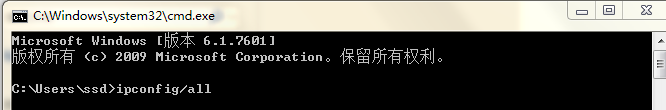 C:\Windows\system32\cmd.exe
Microsoft Windows [版本 6.1.7601]
版权所有 (c) 2009 Microsoft Corporation。保留所有权利。
C:\Users\ssd>ipconfig/all